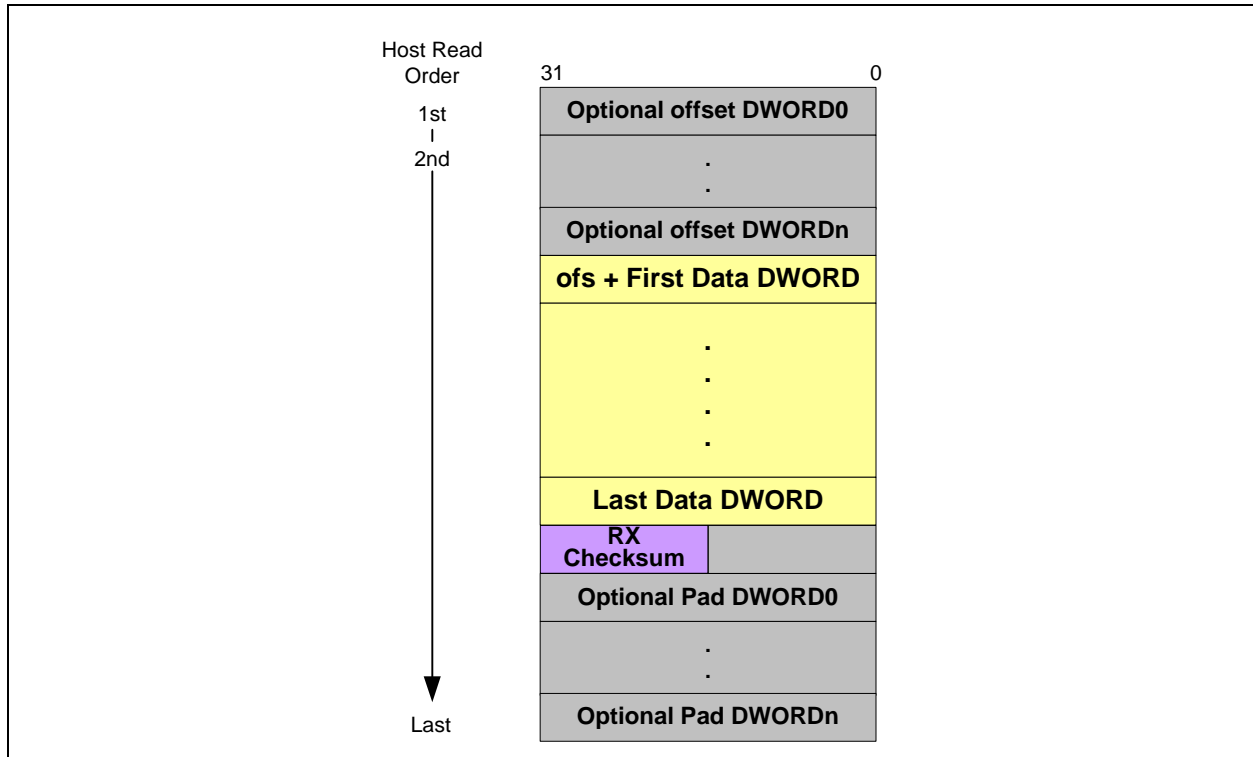 Host Read
Order
31
0
1st
2nd
Optional offset DWORD0
.
.
Optional offset DWORDn
ofs + First Data DWORD
.
.
.
.
Last Data DWORD
RX
Checksum
Optional Pad DWORD0
.
.
Optional Pad DWORDn
Last